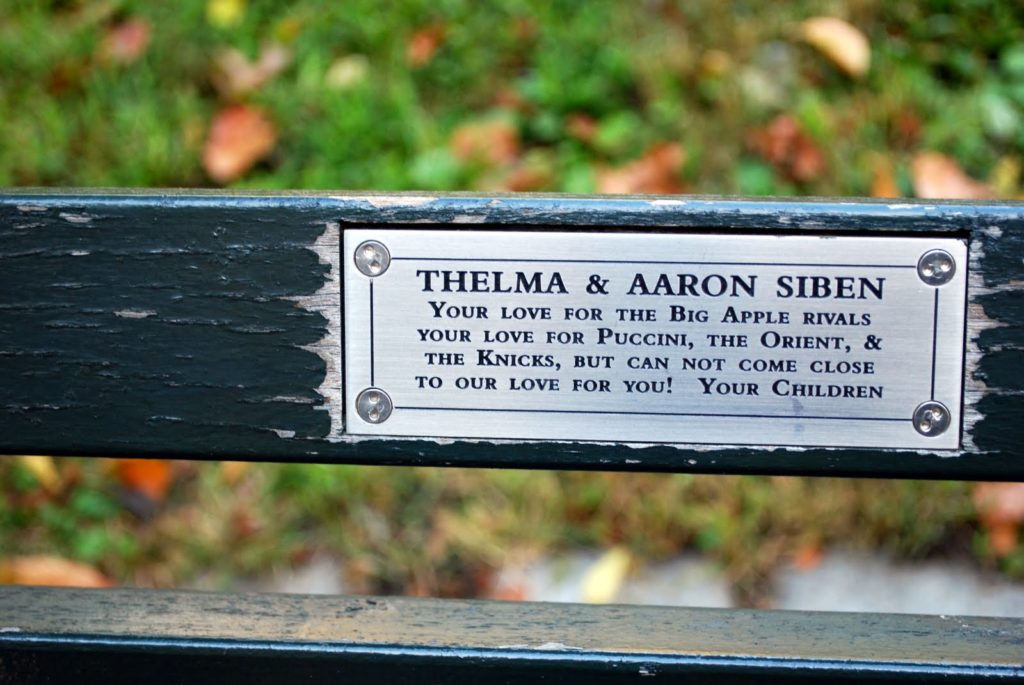 THELMA & AARON SIBEN
YOUR LOVE FOR THE BIG APPLE RIVALS
YOUR LOVE FOR PUCCINI, THE ORIENT, &
THE KNICKS, BUT CAN NOT COME CLOSE
TO OUR LOVE FOR YOU! YOUR CHILDREN